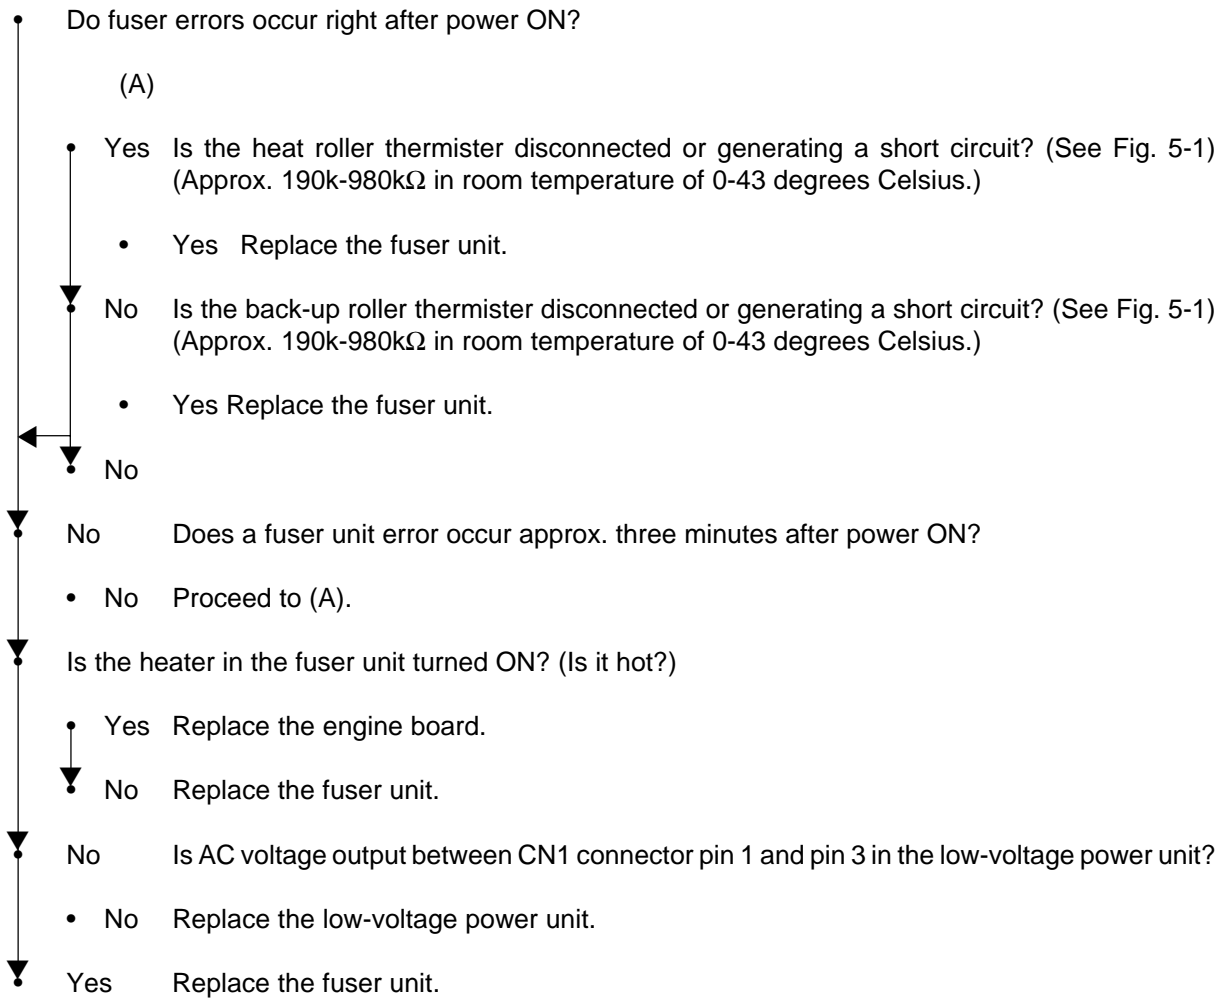 • Do fuser errors occur right after power ON?
(A)
• Yes Is the heat roller thermister disconnected or generating a short circuit? (See Fig. 5-1)
(Approx. 190k-980kΩ in room temperature of 0-43 degrees Celsius.)
• Yes Replace the fuser unit.
• No Is the back-up roller thermister disconnected or generating a short circuit? (See Fig. 5-1)
(Approx. 190k-980kΩ in room temperature of 0-43 degrees Celsius.)
• Yes Replace the fuser unit.
• No
• No Does a fuser unit error occur approx. three minutes after power ON?
• No Proceed to (A).
• Is the heater in the fuser unit turned ON? (Is it hot?)
• Yes Replace the engine board.
• No Replace the fuser unit.
• No Is AC voltage output between CN1 connector pin 1 and pin 3 in the low-voltage power unit?
• No Replace the low-voltage power unit.
• Yes Replace the fuser unit.